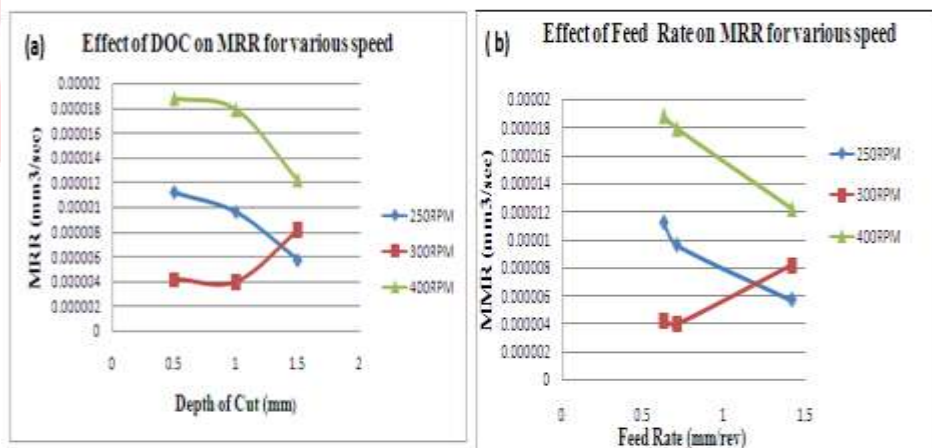 (a) Effect of DOC on MRR for various speed
0.00002
0.000018
0.000016
0.000014
0.000012
0.00001
0.000008
0.000006
0.000004
0.000002
0
MRR (mm3/sec)
0 0.5 1 1.5 2
Depth of Cut (mm)
250RPM
300RPM
400RPM
( b) Effect of Feed Rate on MRR for various speed
0.00002
0.000018
0.000016
0.000014
0.000012
0.00001
0.000008
0.000006
0.000004
0.000002
0
MMR (mm3/sec)
0 0.5 1 1.5
Feed Rate (mm/rev)
250RPM
300RPM
400RPM